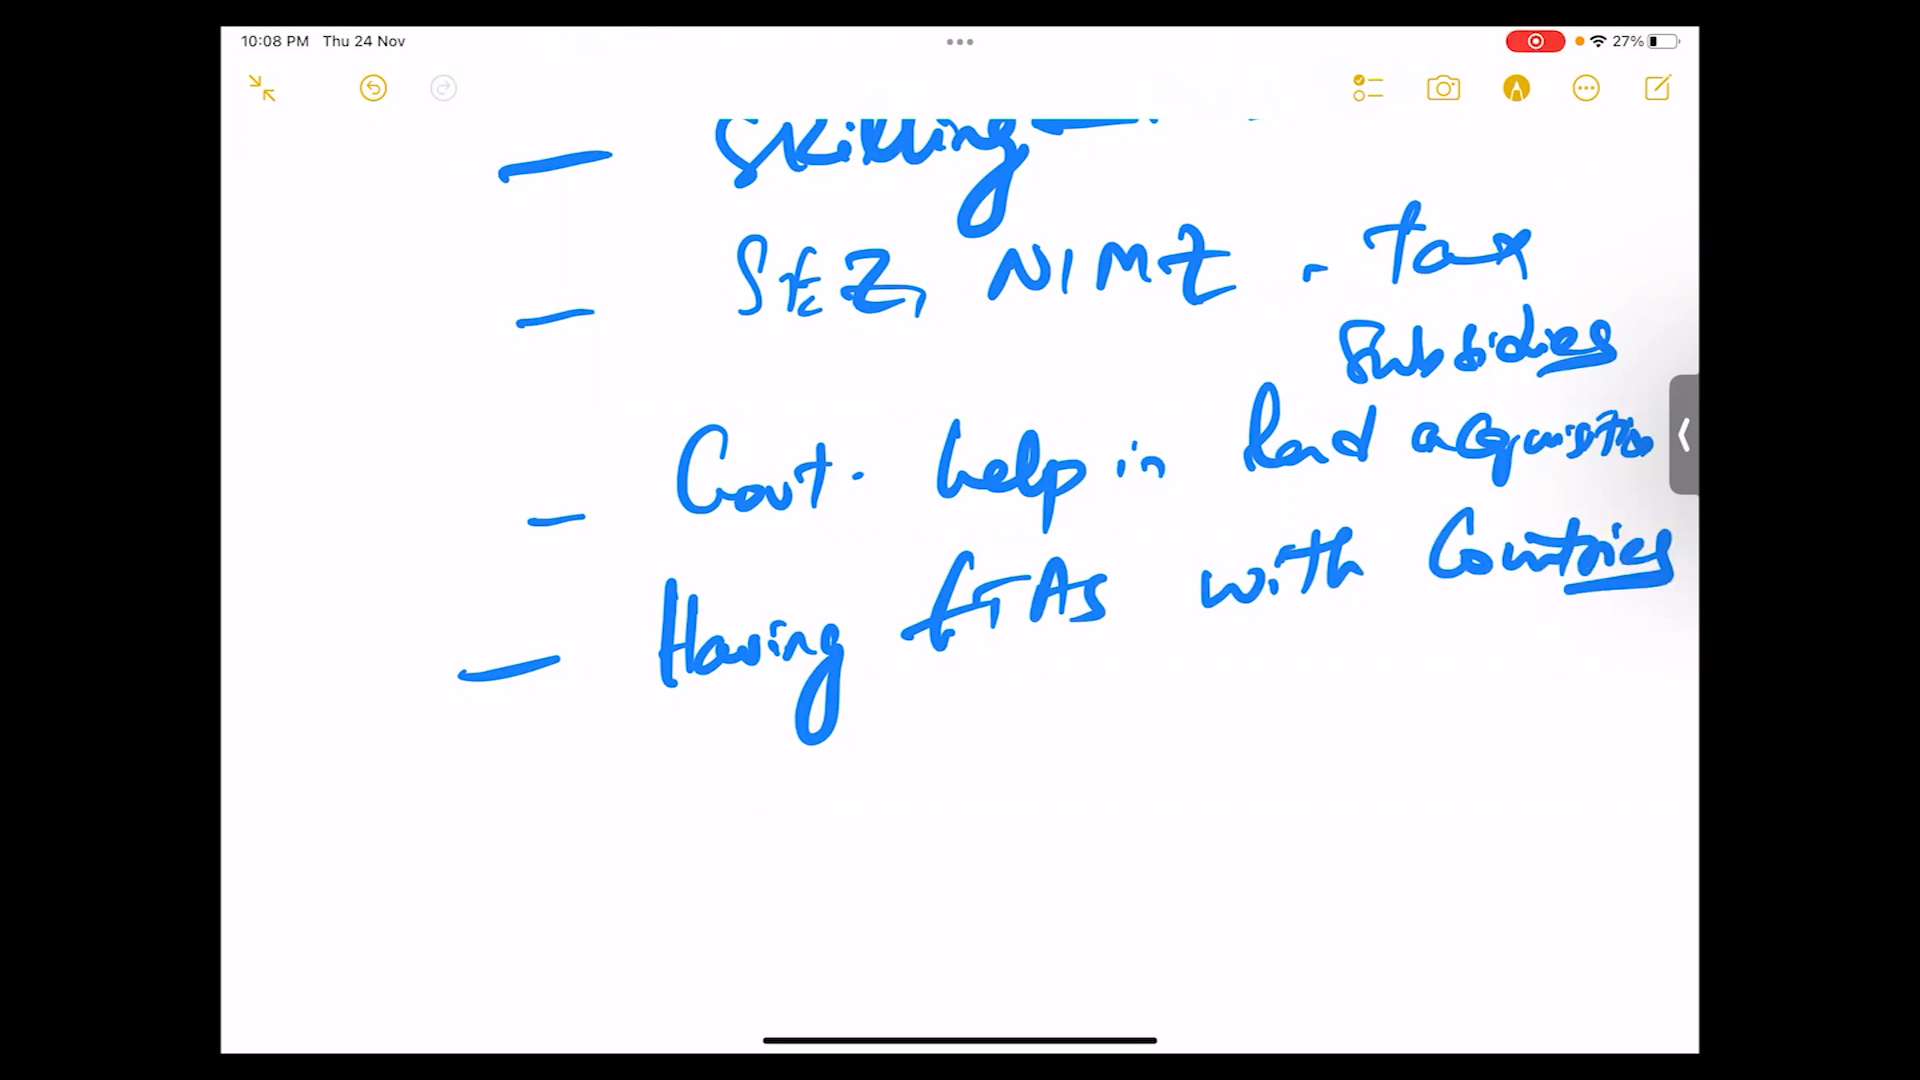 10:08 PM Thu 24 Nov
27%
— Skilling
— SEZ, NIMZ - Tax
Subsidies
— Govt. help in land acquisition
— Having FTAs with Countries